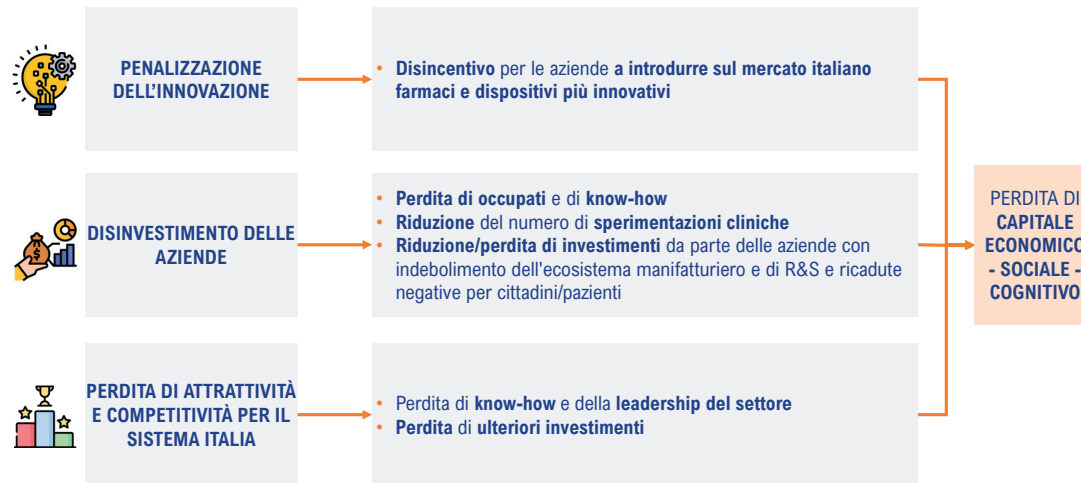 PENALIZZAZIONE
DELL'INNOVAZIONE
• Disincentivo per le aziende a introdurre sul mercato italiano
farmaci e dispositivi più innovativi
DISINVESTIMENTO DELLE
AZIENDE
• Perdita di occupati e di know-how
• Riduzione del numero di sperimentazioni cliniche
• Riduzione/perdita di investimenti da parte delle aziende con
indebolimento dell'ecosistema manifatturiero e di R&S e ricadute
negative per cittadini/pazienti
PERDITA DI ATTRATTIVITÀ
E COMPETITIVITÀ PER IL
SISTEMA ITALIA
• Perdita di know-how e della leadership del settore
• Perdita di ulteriori investimenti
PERDITA DI
CAPITALE
ECONOMICO
- SOCIALE -
COGNITIVO